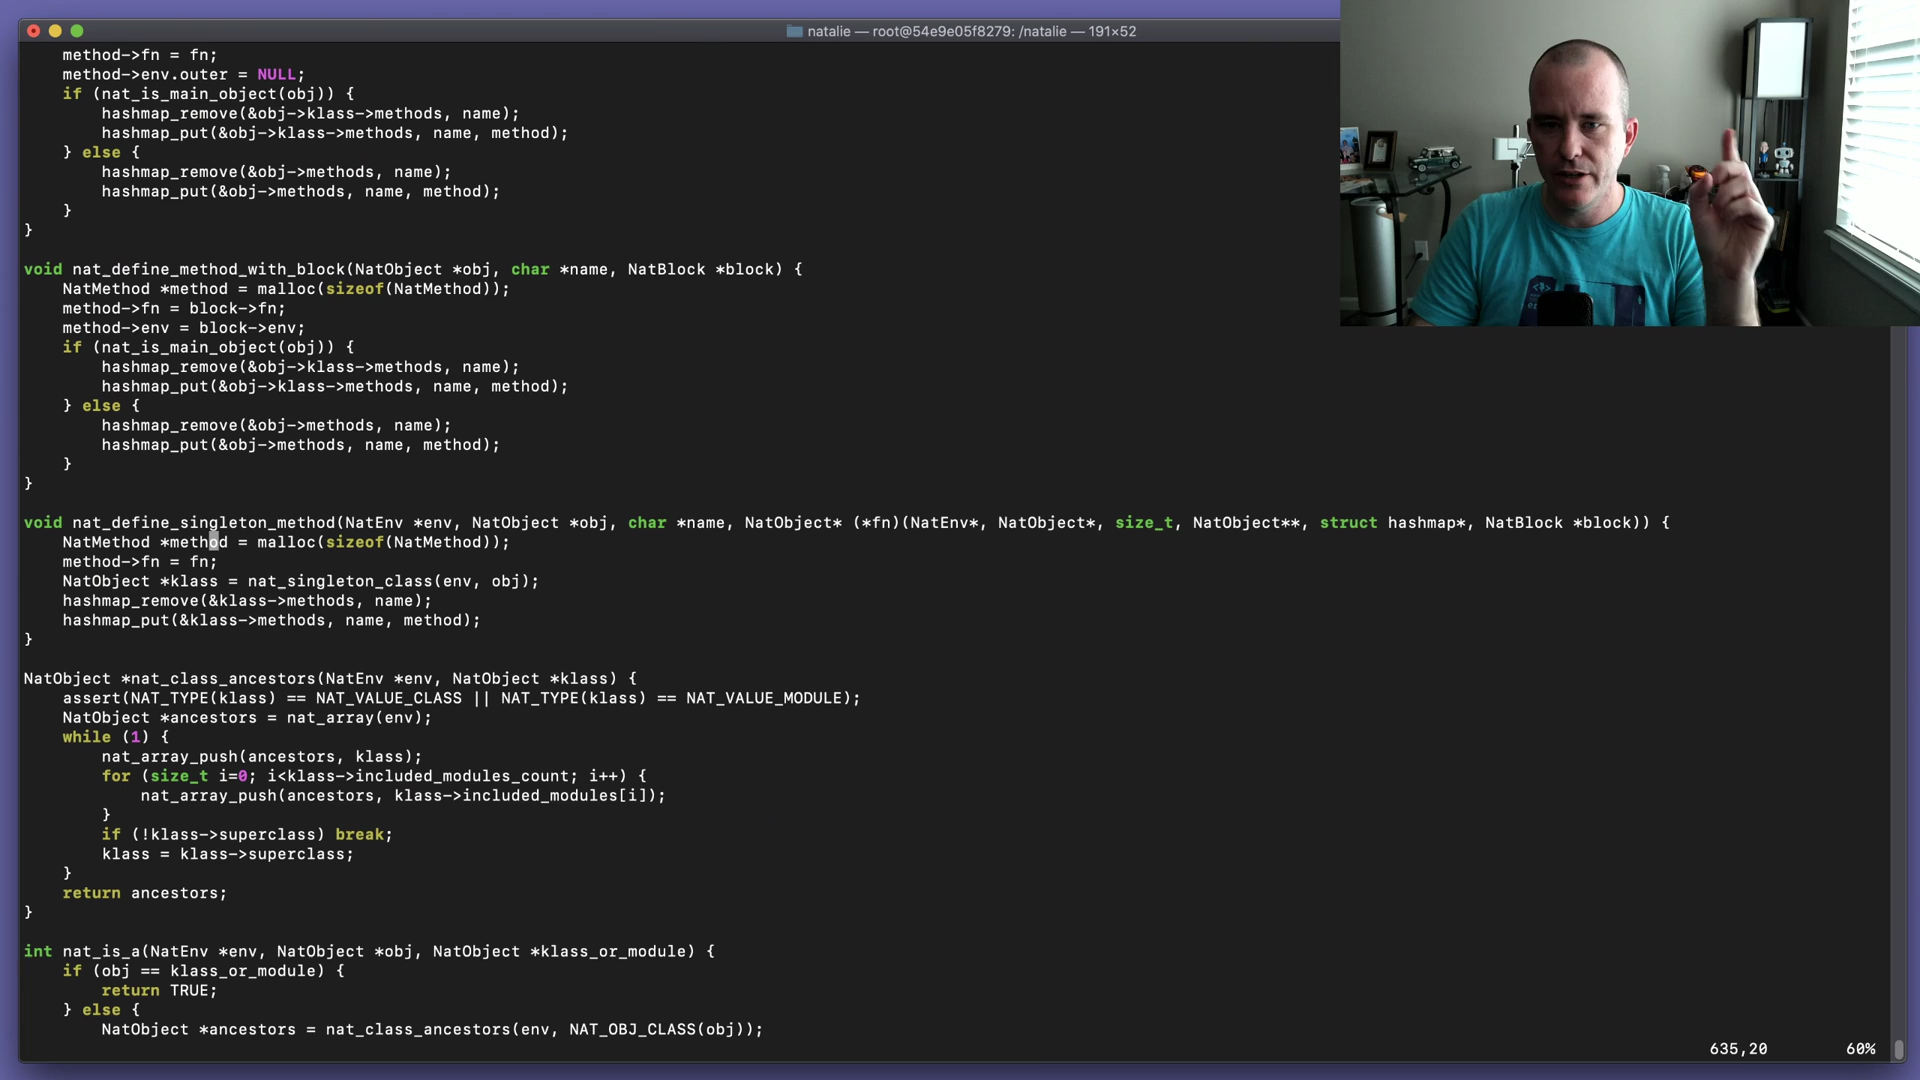 natalie — root@54e9e05f8279: /natalie — 191×52
    method->fn = fn;
    method->env.outer = NULL;
    if (nat_is_main_object(obj)) {
        hashmap_remove(&obj->klass->methods, name);
        hashmap_put(&obj->klass->methods, name, method);
    } else {
        hashmap_remove(&obj->methods, name);
        hashmap_put(&obj->methods, name, method);
    }
}
void nat_define_method_with_block(NatObject *obj, char *name, NatBlock *block) {
    NatMethod *method = malloc(sizeof(NatMethod));
    method->fn = block->fn;
    method->env = block->env;
    if (nat_is_main_object(obj)) {
        hashmap_remove(&obj->klass->methods, name);
        hashmap_put(&obj->klass->methods, name, method);
    } else {
        hashmap_remove(&obj->methods, name);
        hashmap_put(&obj->methods, name, method);
    }
}
void nat_define_singleton_method(NatEnv *env, NatObject *obj, char *name, NatObject* (*fn)(NatEnv*, NatObject*, size_t, NatObject**, struct hashmap*, NatBlock *block)) {
    NatMethod *method = malloc(sizeof(NatMethod));
    method->fn = fn;
    NatObject *klass = nat_singleton_class(env, obj);
    hashmap_remove(&klass->methods, name);
    hashmap_put(&klass->methods, name, method);
}
NatObject *nat_class_ancestors(NatEnv *env, NatObject *klass) {
    assert(NAT_TYPE(klass) == NAT_VALUE_CLASS || NAT_TYPE(klass) == NAT_VALUE_MODULE);
    NatObject *ancestors = nat_array(env);
    while (1) {
        nat_array_push(ancestors, klass);
        for (size_t i=0; i<klass->included_modules_count; i++) {
            nat_array_push(ancestors, klass->included_modules[i]);
        }
        if (!klass->superclass) break;
        klass = klass->superclass;
    }
    return ancestors;
}
int nat_is_a(NatEnv *env, NatObject *obj, NatObject *klass_or_module) {
    if (obj == klass_or_module) {
        return TRUE;
    } else {
        NatObject *ancestors = nat_class_ancestors(env, NAT_OBJ_CLASS(obj));
635,20 60%